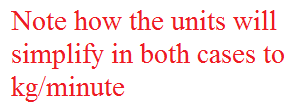 Note how the units will
simplify in both cases to
kg/minute